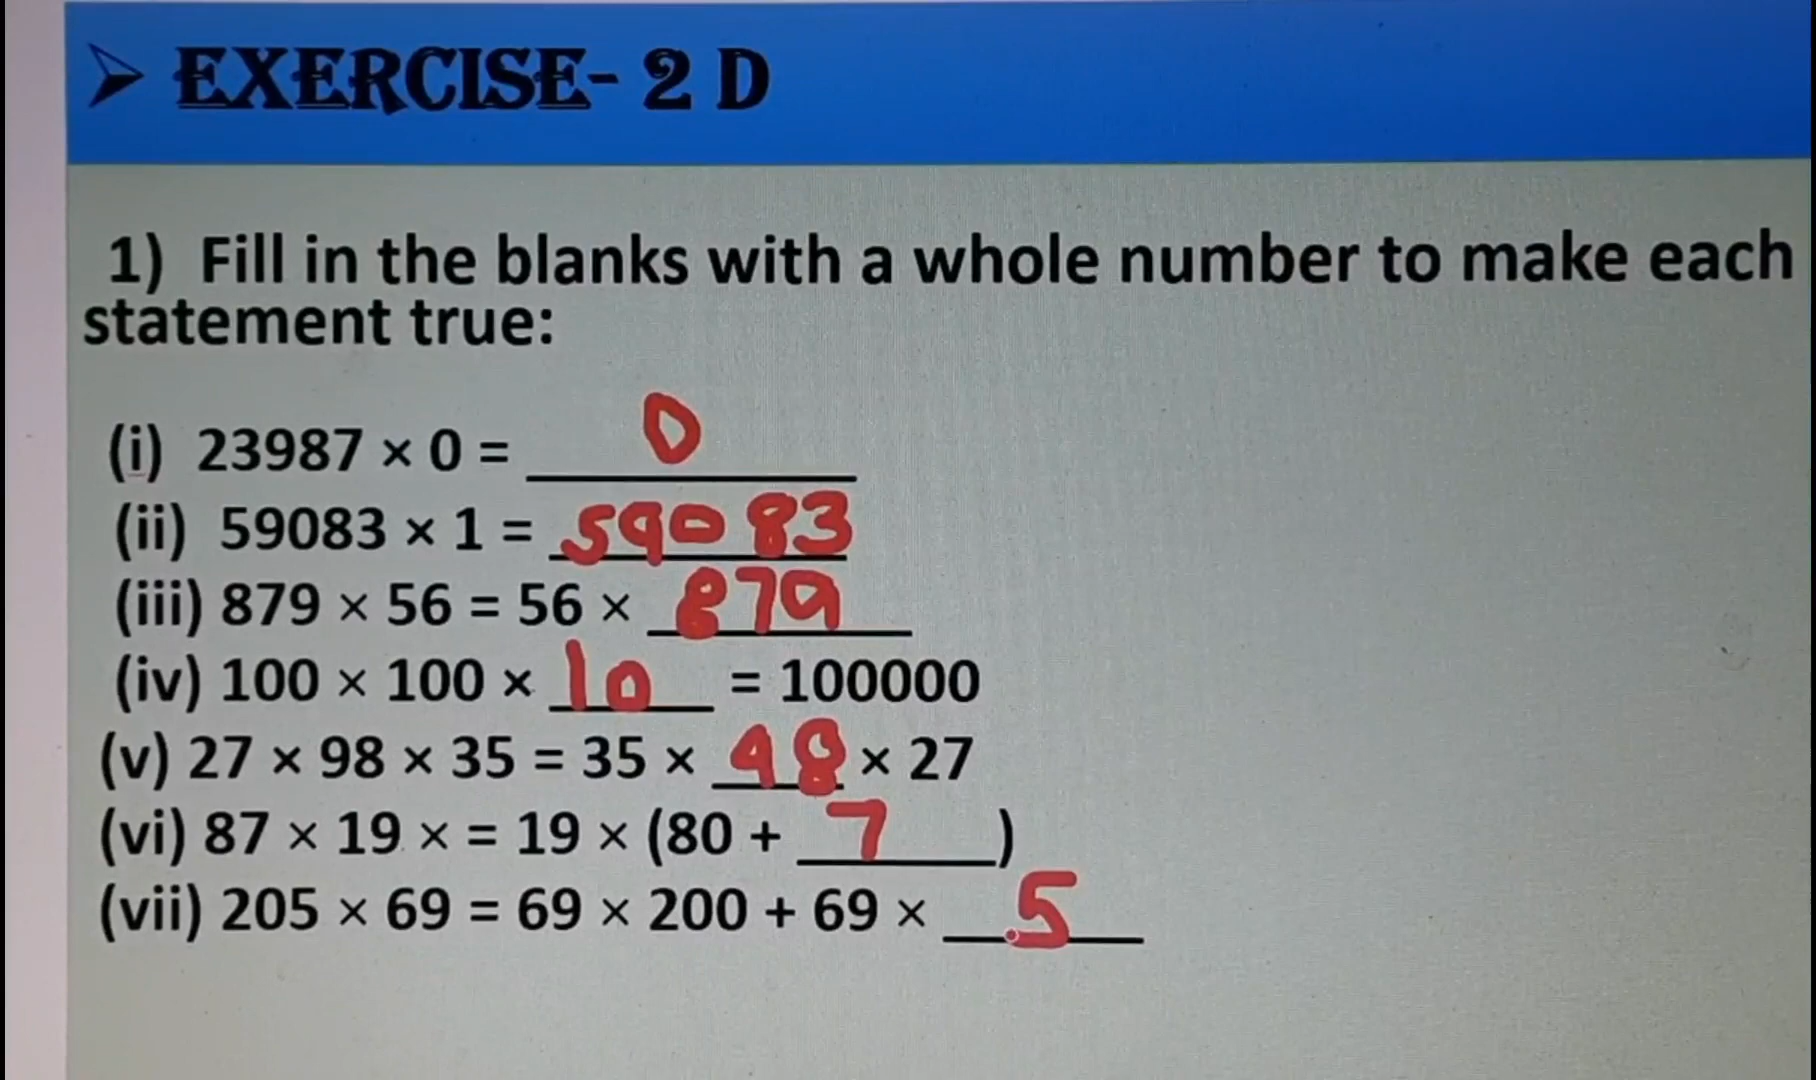 ➤ EXERCISE- 2 D
1) Fill in the blanks with a whole number to make each
statement true:
(i) 23987 × 0 = 0
(ii) 59083 × 1 = 59083
(iii) 879 × 56 = 56 × 879
(iv) 100 × 100 × 10 = 100000
(v) 27 × 98 × 35 = 35 × 98 × 27
(vi) 87 × 19 × = 19 × (80 + 7)
(vii) 205 × 69 = 69 × 200 + 69 × 5